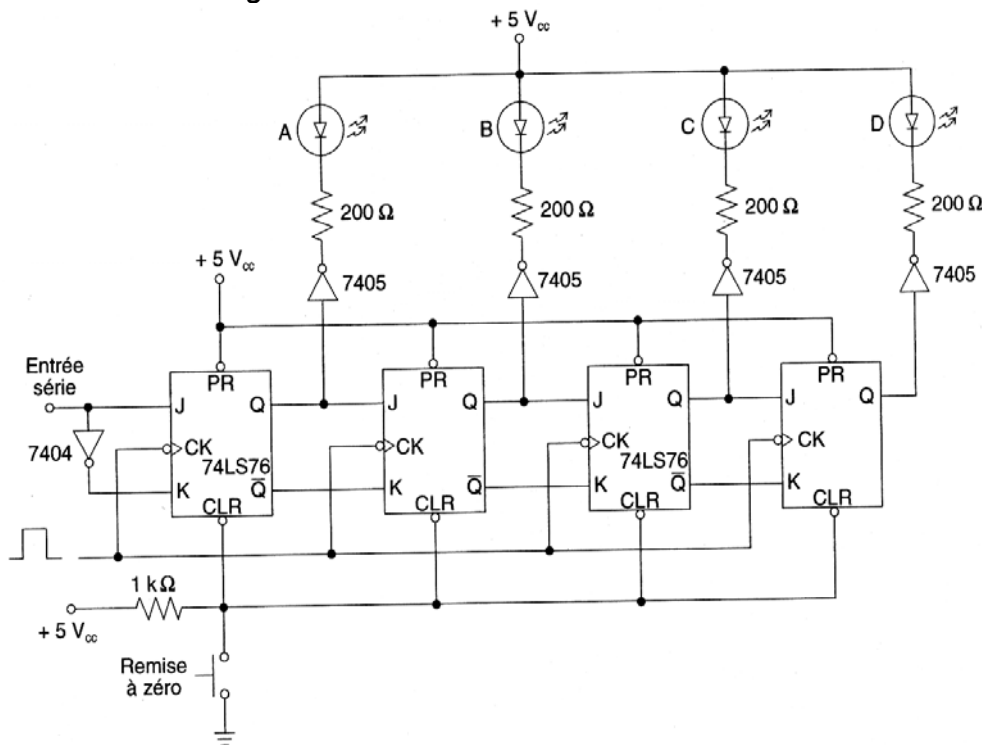 + 5 Vcc
A
B
C
D
200 Ω
200 Ω
200 Ω
200 Ω
+ 5 Vcc
7405
7405
7405
7405
Entrée
série
PR
PR
PR
PR
J
Q
J
Q
J
Q
J
Q
7404
CK
CK
CK
CK
74LS76
74LS76
K
Q̅
K
Q̅
K
Q̅
K
CLR
CLR
CLR
CLR
1 kΩ
+ 5 Vcc
Remise
à zéro